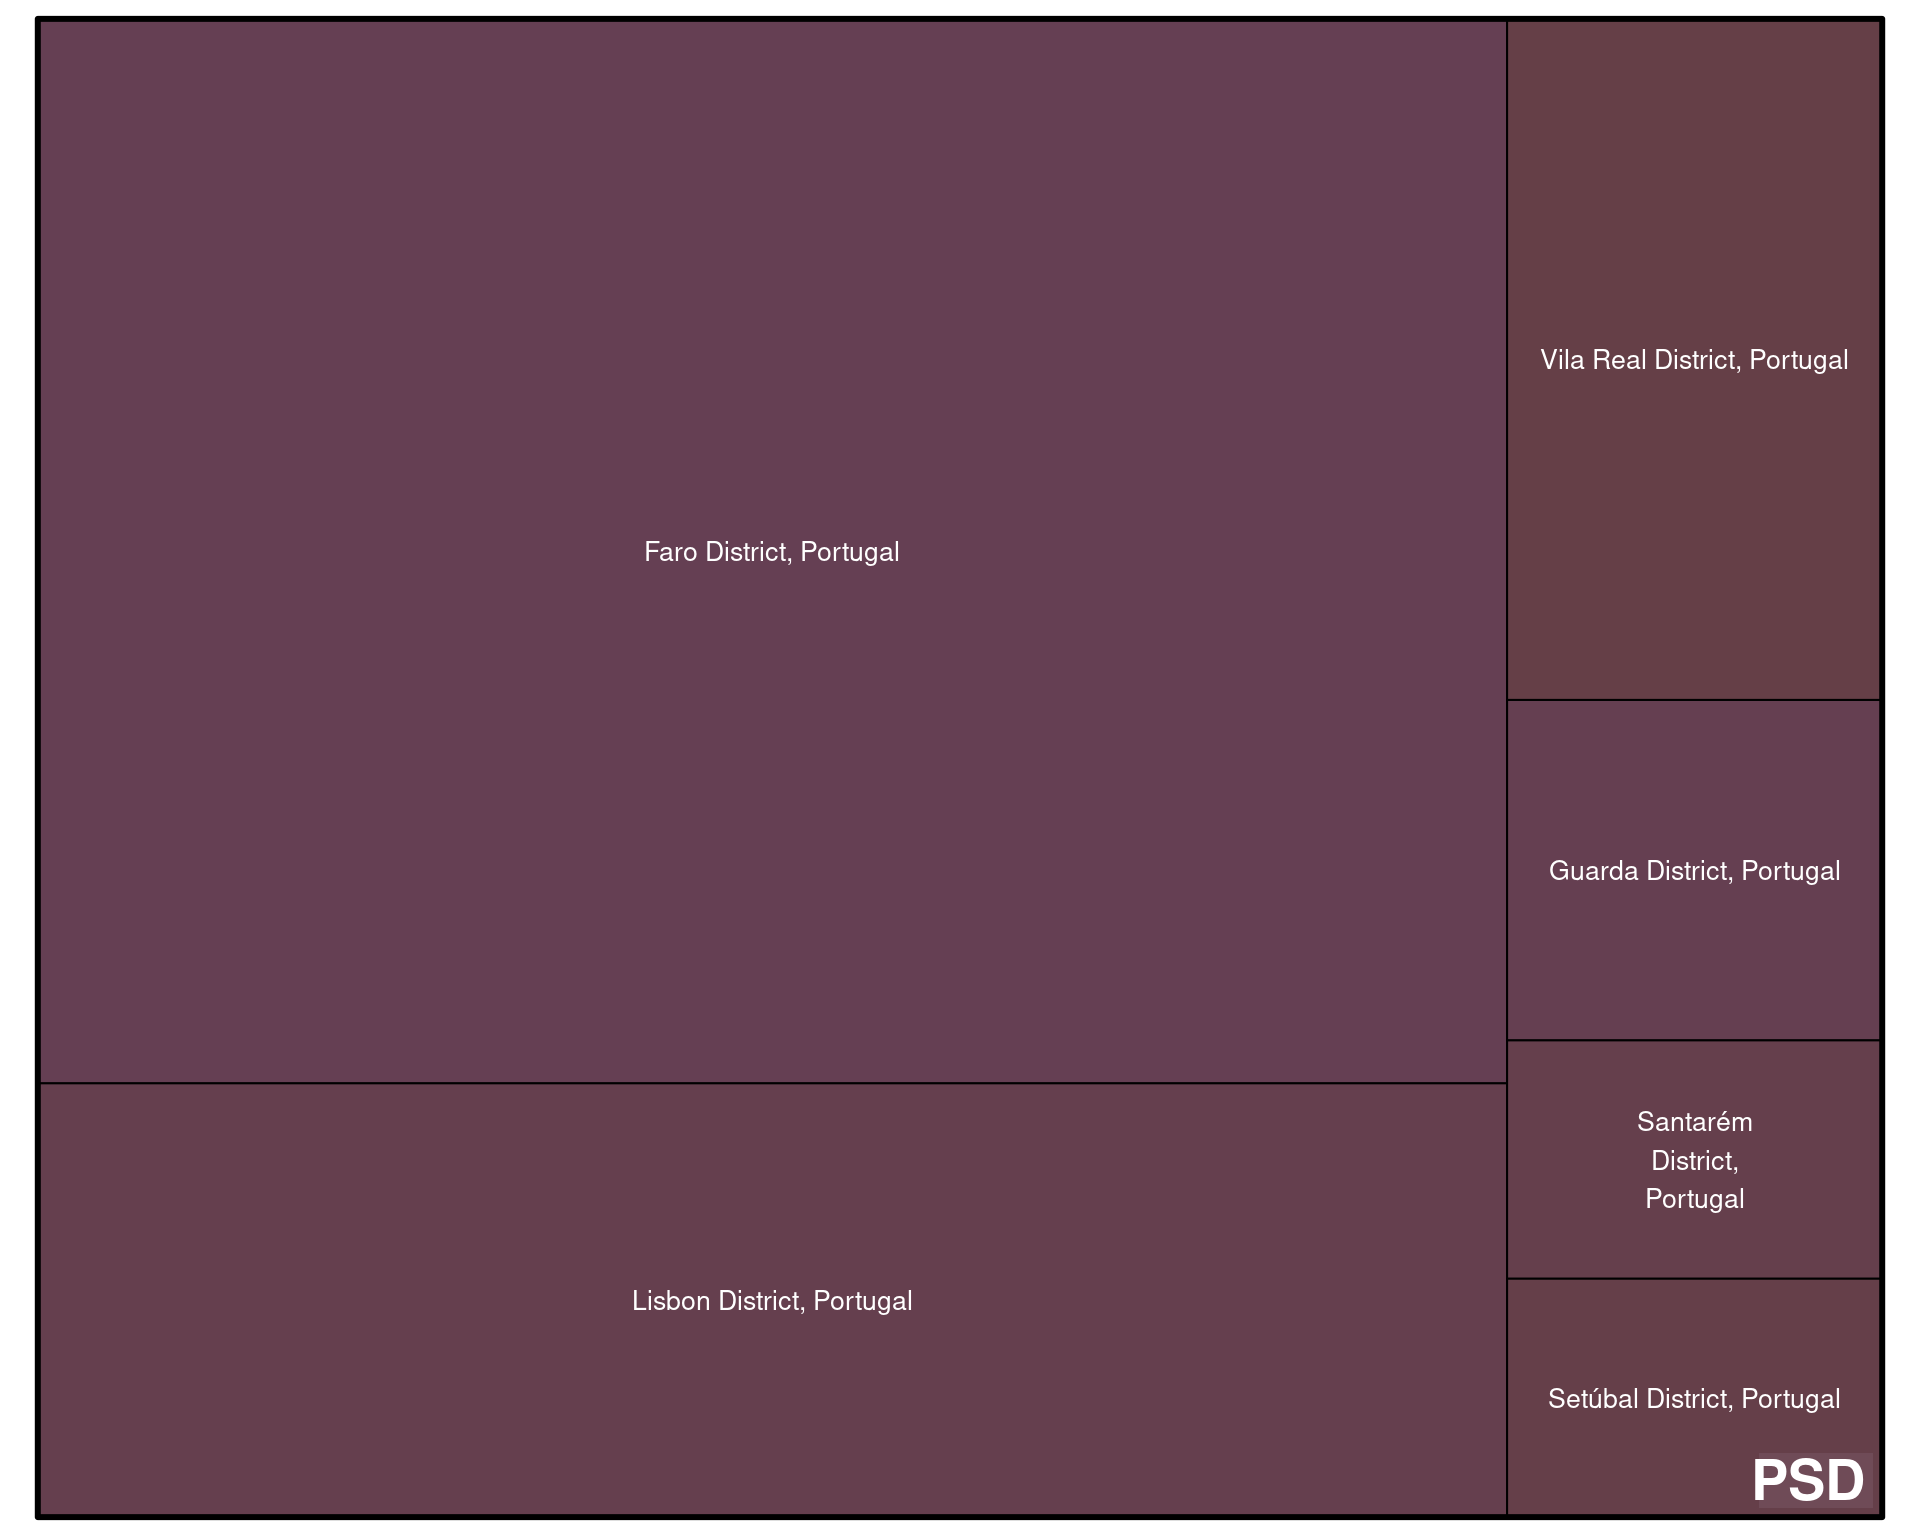 Faro District, Portugal
Lisbon District, Portugal
Vila Real District, Portugal
Guarda District, Portugal
Santarém
District,
Portugal
Setúbal District, Portugal
PSD